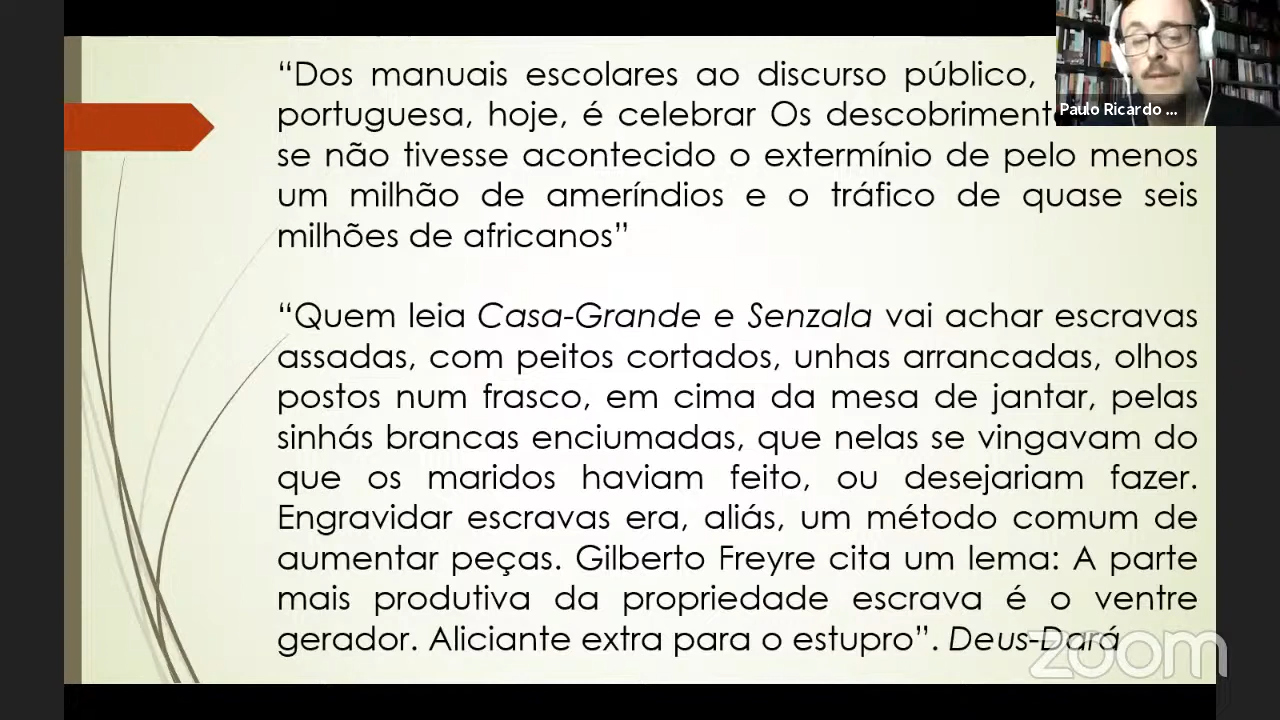 “Dos manuais escolares ao discurso público,
portuguesa, hoje, é celebrar Os
se não tivesse acontecido o extermínio de pelo menos
um milhão de ameríndios e o tráfico de quase seis
milhões de africanos”
“Quem leia Casa-Grande e Senzala vai achar escravas
assadas, com peitos cortados, unhas arrancadas, olhos
postos num frasco, em cima da mesa de jantar, pelas
sinhás brancas enciumadas, que nelas se vingavam do
que os maridos haviam feito, ou desejariam fazer.
Engravidar escravas era, aliás, um método comum de
aumentar peças. Gilberto Freyre cita um lema: A parte
mais produtiva da propriedade escrava é o ventre
gerador. Aliciante extra para o estupro”. Deus-Dará
Paulo Ricardo ...
zoom